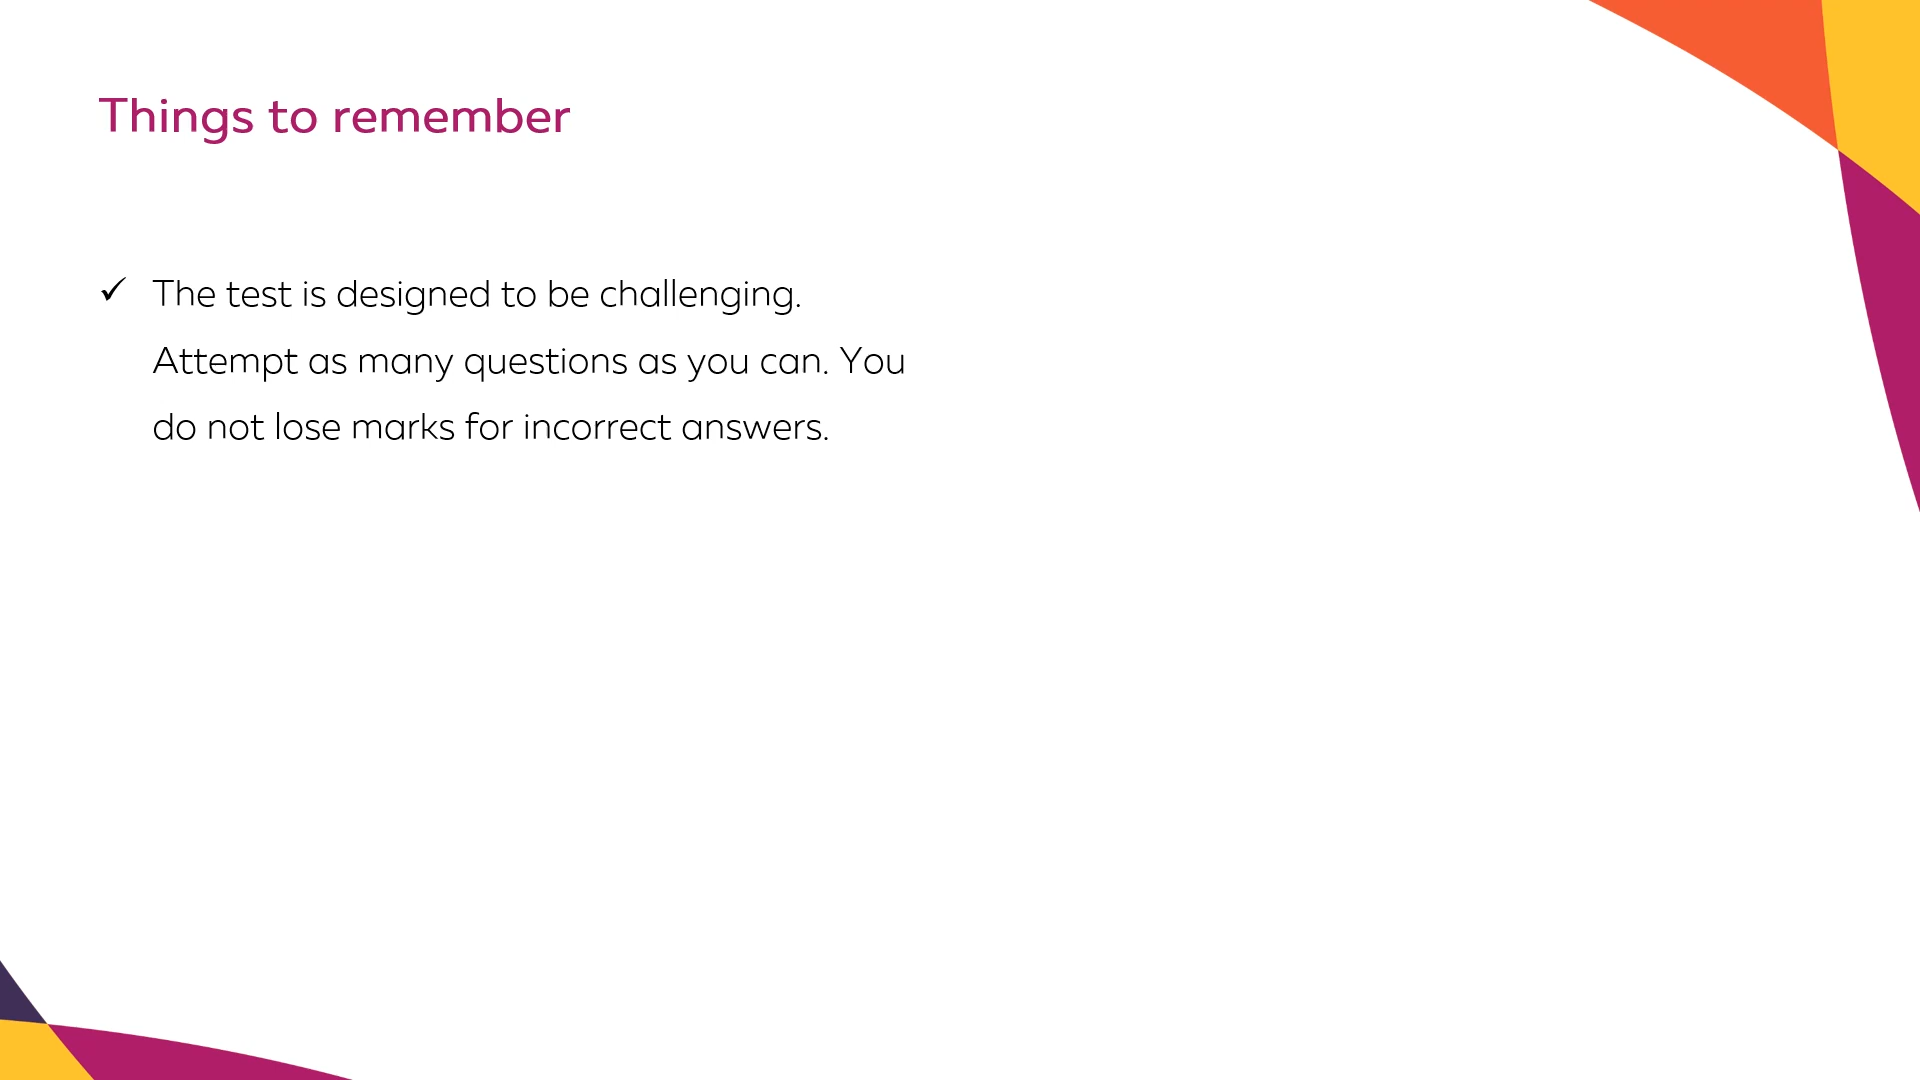 Things to remember
✓ The test is designed to be challenging.
Attempt as many questions as you can. You
do not lose marks for incorrect answers.